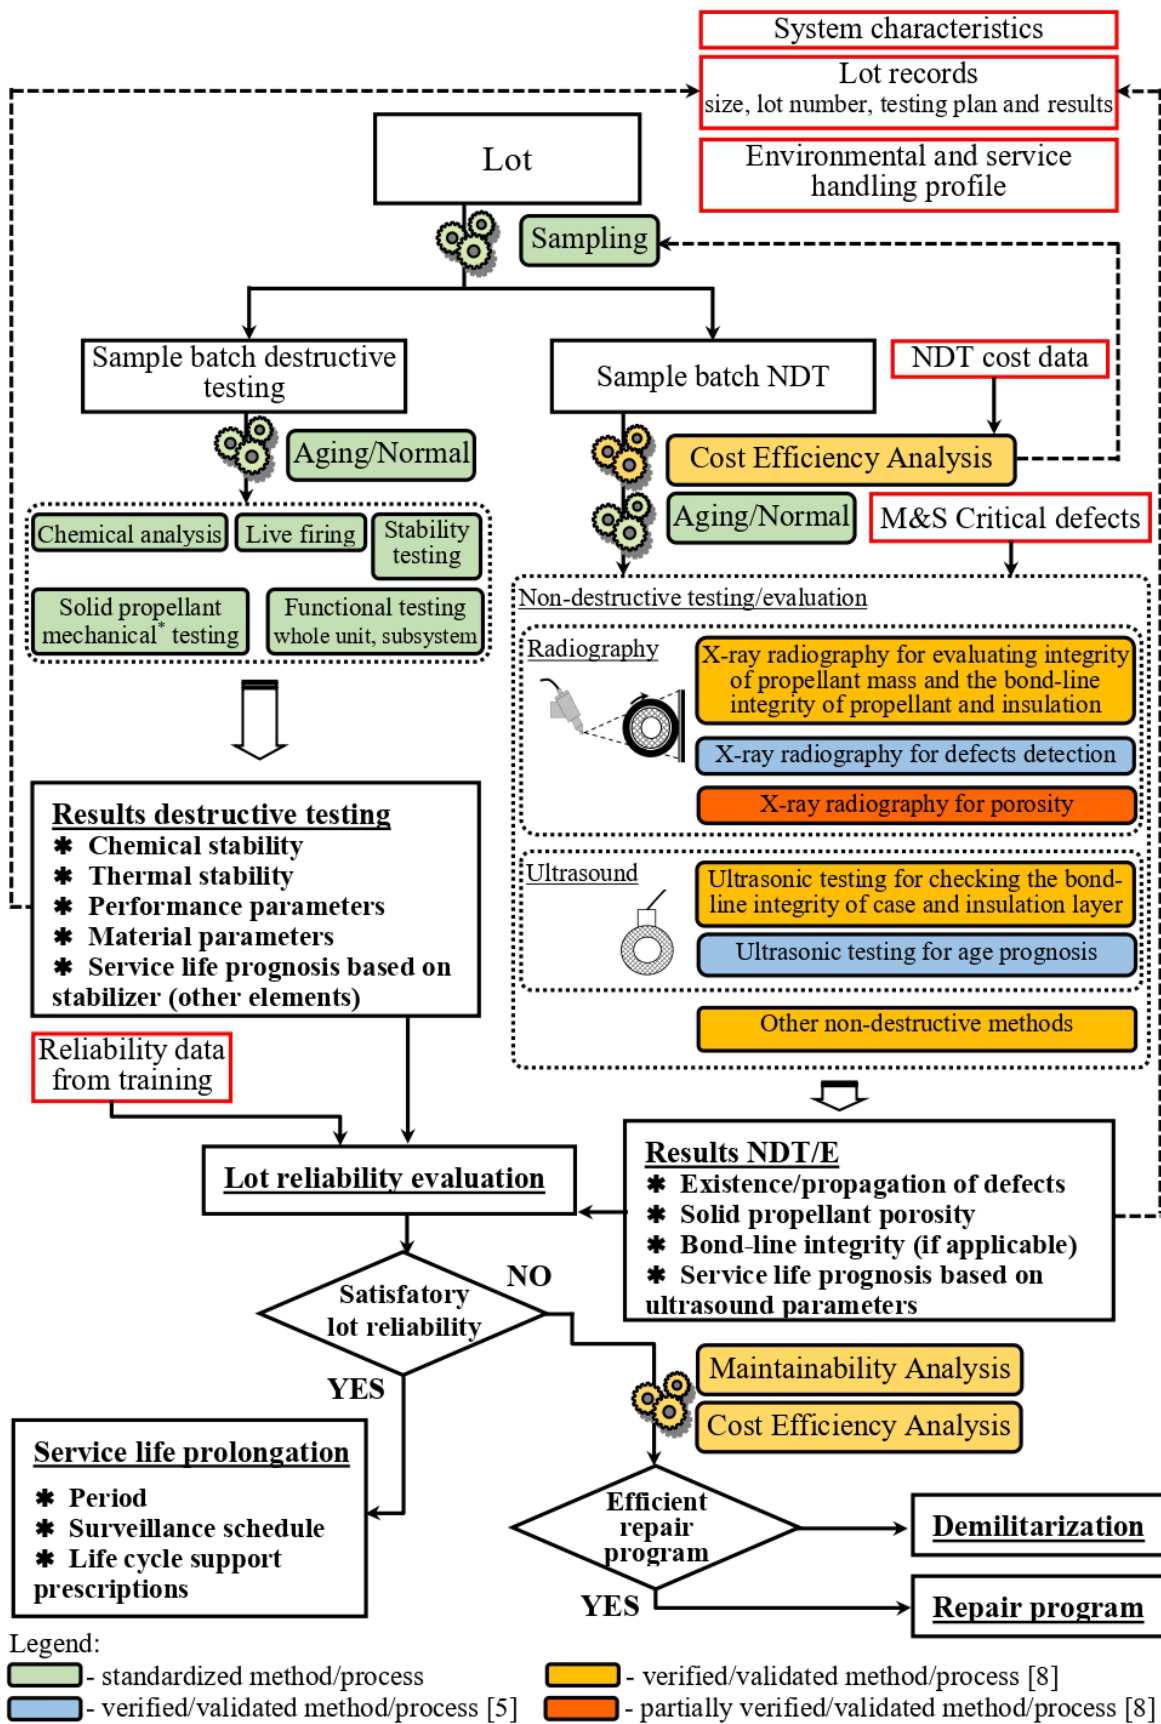 System characteristics
Lot records
size, lot number, testing plan and results
Environmental and service
handling profile
Lot
Sampling
Sample batch destructive
testing
Sample batch NDT
NDT cost data
Aging/Normal
Cost Efficiency Analysis
Aging/Normal
M&S Critical defects
Chemical analysis
Live firing
Stability
testing
Solid propellant
mechanical* testing
Functional testing
whole unit, subsystem
Non-destructive testing/evaluation
Radiography
X-ray radiography for evaluating integrity
of propellant mass and the bond-line
integrity of propellant and insulation
X-ray radiography for defects detection
X-ray radiography for porosity
Ultrasound
Ultrasonic testing for checking the bond-
line integrity of case and insulation layer
Ultrasonic testing for age prognosis
Other non-destructive methods
Results destructive testing
✱ Chemical stability
✱ Thermal stability
✱ Performance parameters
✱ Material parameters
✱ Service life prognosis based on
stabilizer (other elements)
Reliability data
from training
Lot reliability evaluation
Results NDT/E
✱ Existence/propagation of defects
✱ Solid propellant porosity
✱ Bond-line integrity (if applicable)
✱ Service life prognosis based on
ultrasound parameters
Satisfatory
lot reliability
NO
YES
Maintainability Analysis
Cost Efficiency Analysis
Service life prolongation
✱ Period
✱ Surveillance schedule
✱ Life cycle support
prescriptions
Efficient
repair
program
YES
Demilitarization
Repair program
Legend:
- standardized method/process
- verified/validated method/process [8]
- verified/validated method/process [5]
- partially verified/validated method/process [8]